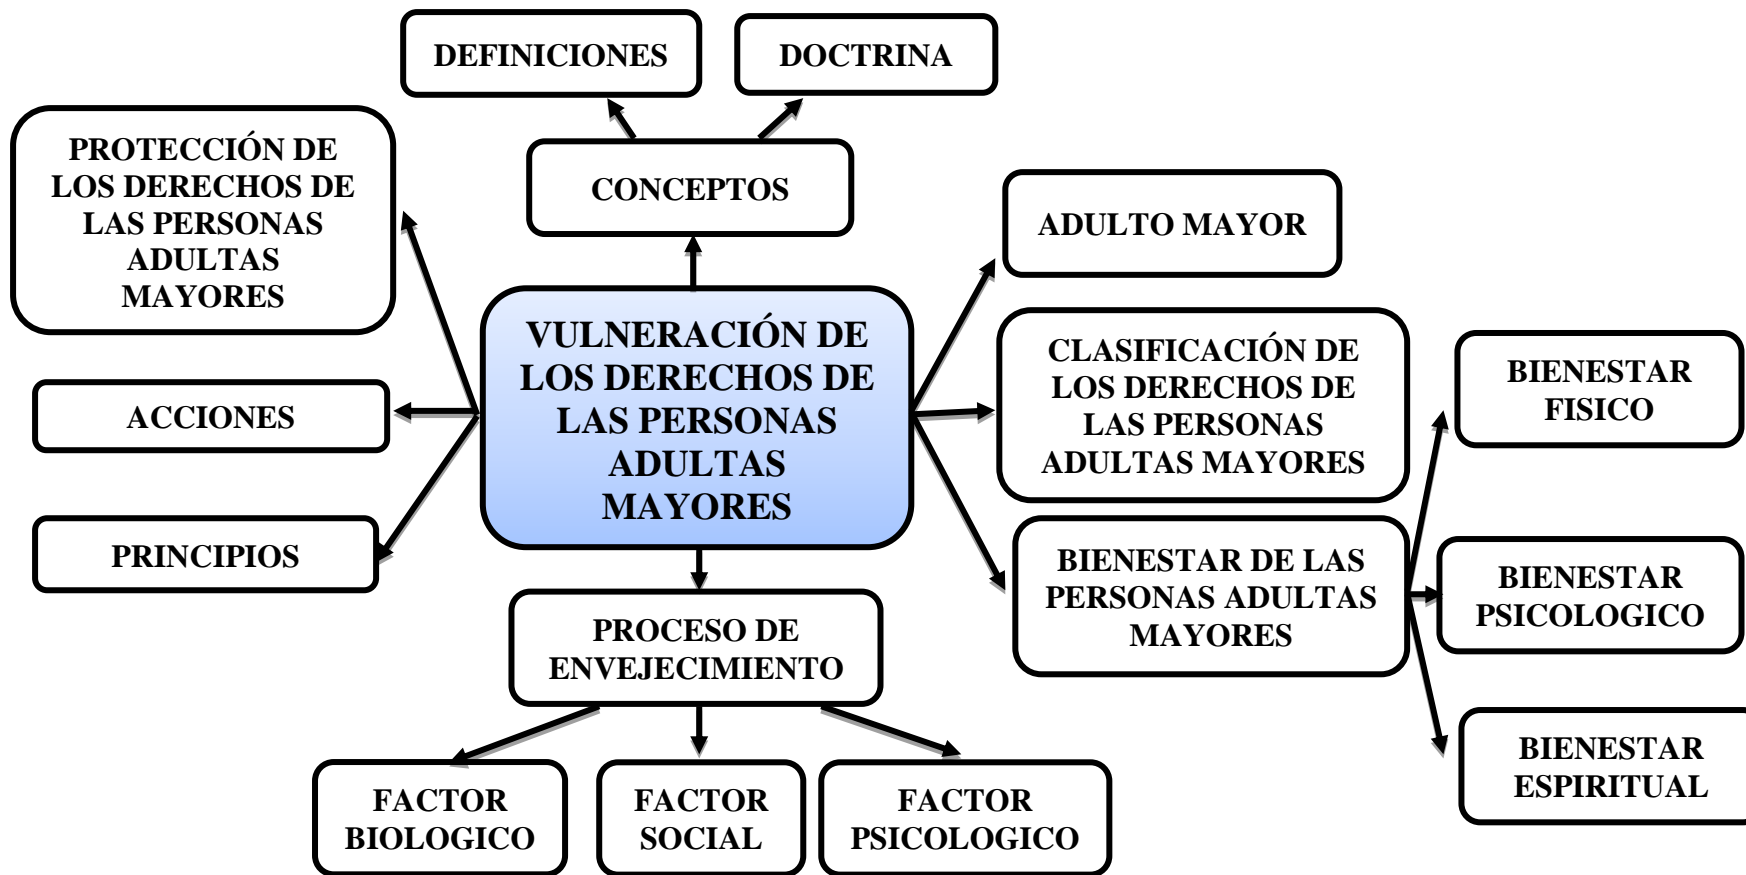 DEFINICIONES
DOCTRINA
PROTECCIÓN DE
LOS DERECHOS DE
LAS PERSONAS
ADULTAS
MAYORES
CONCEPTOS
ADULTO MAYOR
VULNERACIÓN DE
LOS DERECHOS DE
LAS PERSONAS
ADULTAS
MAYORES
CLASIFICACIÓN DE
LOS DERECHOS DE
LAS PERSONAS
ADULTAS MAYORES
BIENESTAR
FISICO
ACCIONES
PRINCIPIOS
BIENESTAR DE LAS
PERSONAS ADULTAS
MAYORES
BIENESTAR
PSICOLOGICO
PROCESO DE
ENVEJECIMIENTO
BIENESTAR
ESPIRITUAL
FACTOR
BIOLOGICO
FACTOR
SOCIAL
FACTOR
PSICOLOGICO